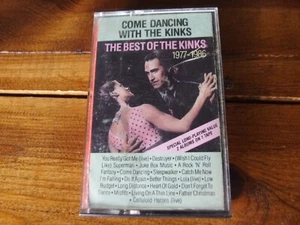 COME DANCING
WITH THE KINKS
THE BEST OF THE KINKS
1977-1986
SPECIAL LONG-PLAYING VALUE
2 ALBUMS ON 1 TAPE
You Really Got Me (live) • Destroyer • (Wish I Could Fly
Like) Superman • Juke Box Music • A Rock 'N' Roll
Fantasy • Come Dancing • Sleepwalker • Catch Me Now
I'm Falling • Do It Again • Better Things • Lola (live) • Low
Budget • Long Distance • Heart Of Gold • Don't Forget To
Dance • Misfits • Living On A Thin Line • Father Christmas
• Celluloid Heroes (live)